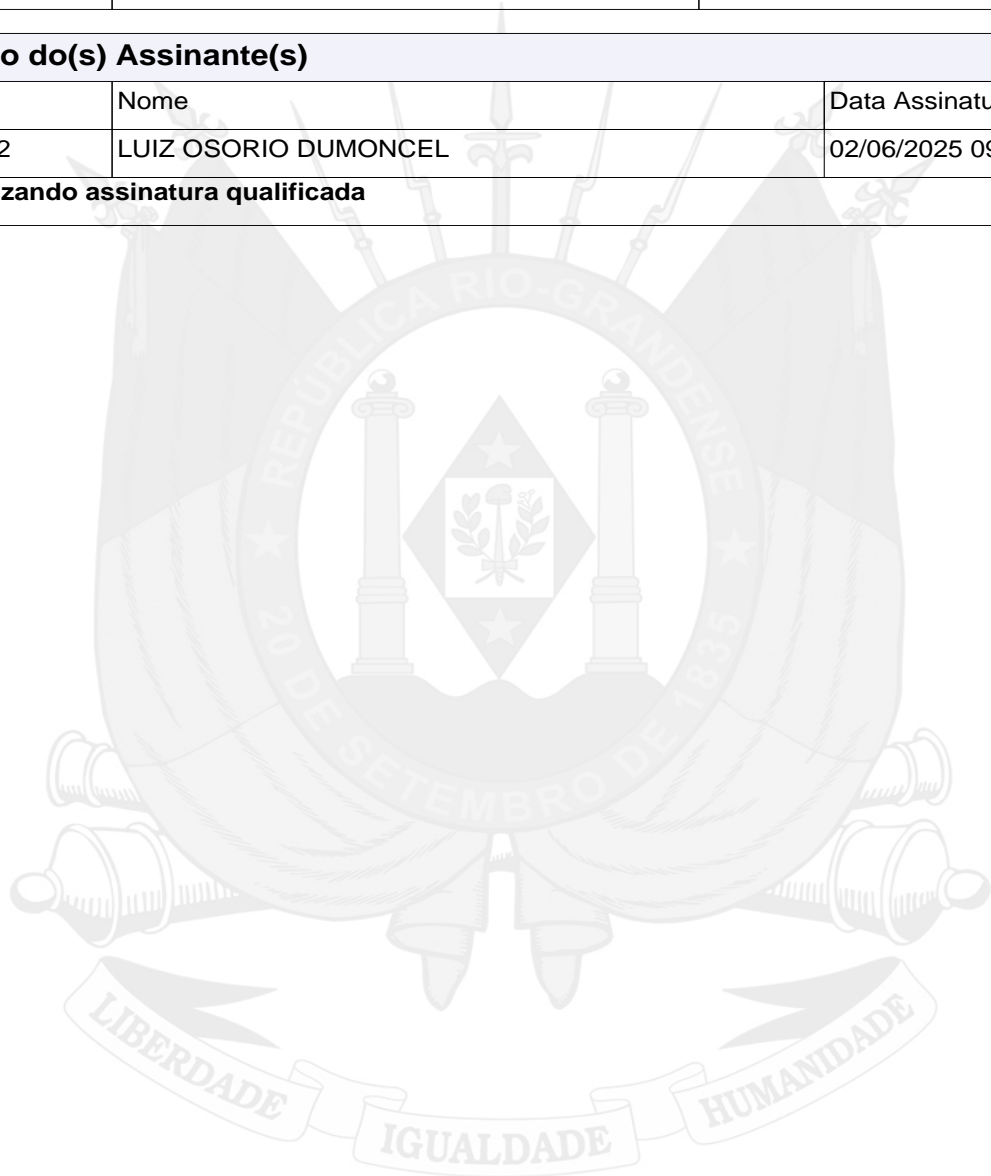 o do(s) Assinante(s)
Nome Data Assinatu
2 LUIZ OSORIO DUMONCEL 02/06/2025 09
zando assinatura qualificada
REPÚBLICA RIO-GRANDENSE
20 DE SETEMBRO DE 1835
LIBERDADE IGUALDADE HUMANIDADE